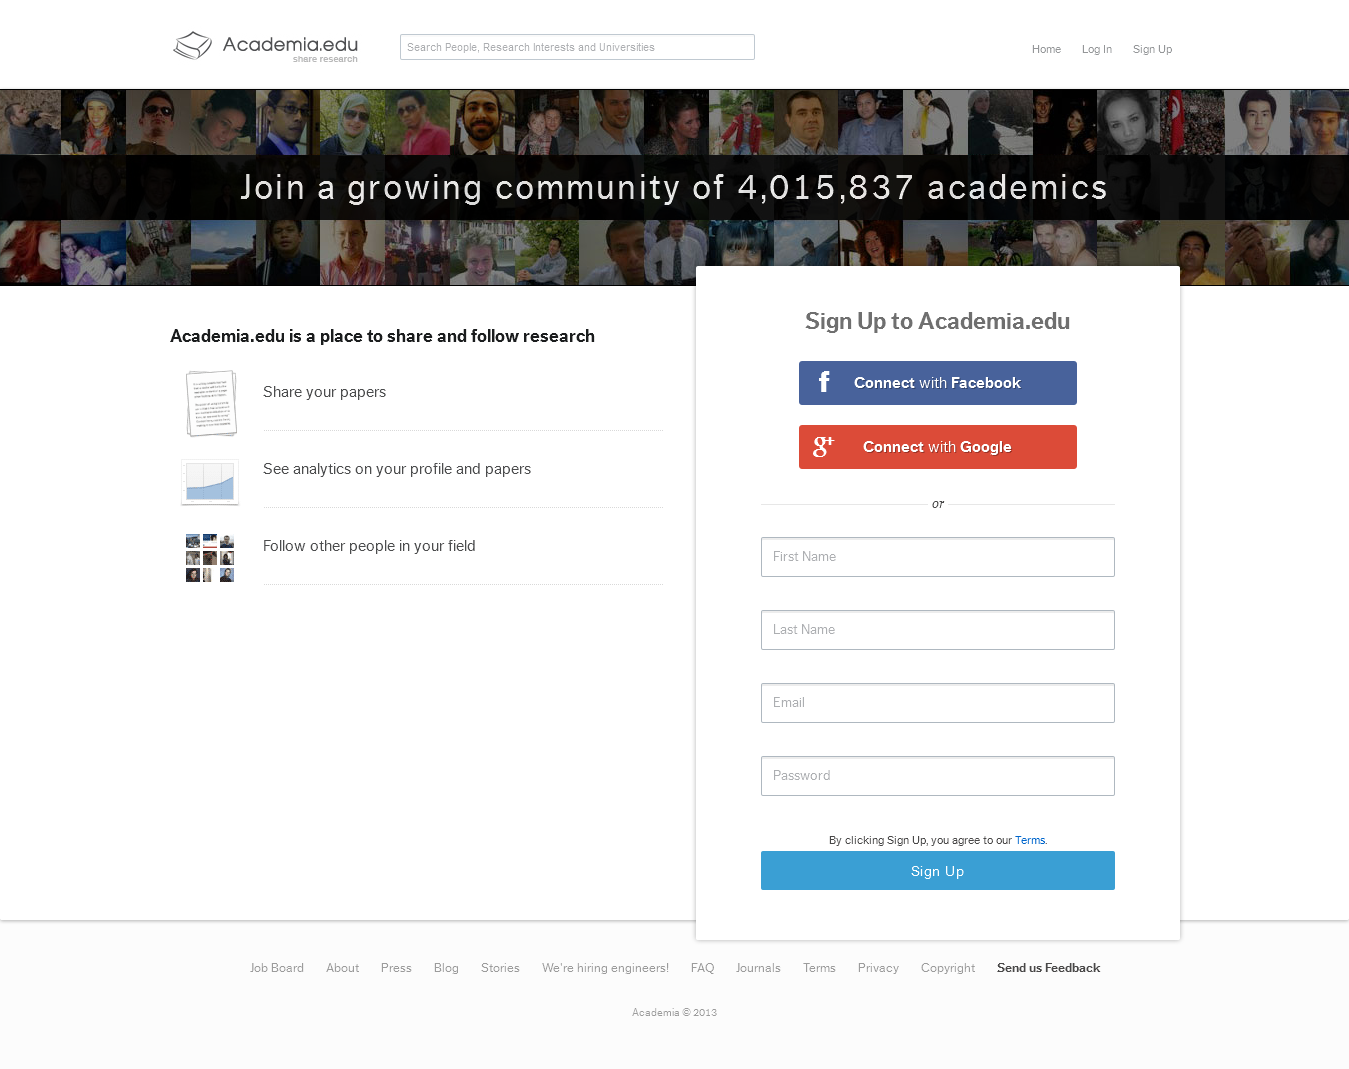 Academia.edu
share research
Search People, Research Interests and Universities
Home Log In Sign Up
Join a growing community of 4,015,837 academics
Academia.edu is a place to share and follow research
Share your papers
See analytics on your profile and papers
Follow other people in your field
Sign Up to Academia.edu
f Connect with Facebook
g+ Connect with Google
or
First Name
Last Name
Email
Password
By clicking Sign Up, you agree to our Terms.
Sign Up
Job Board About Press Blog Stories We're hiring engineers! FAQ Journals Terms Privacy Copyright Send us Feedback
Academia © 2013